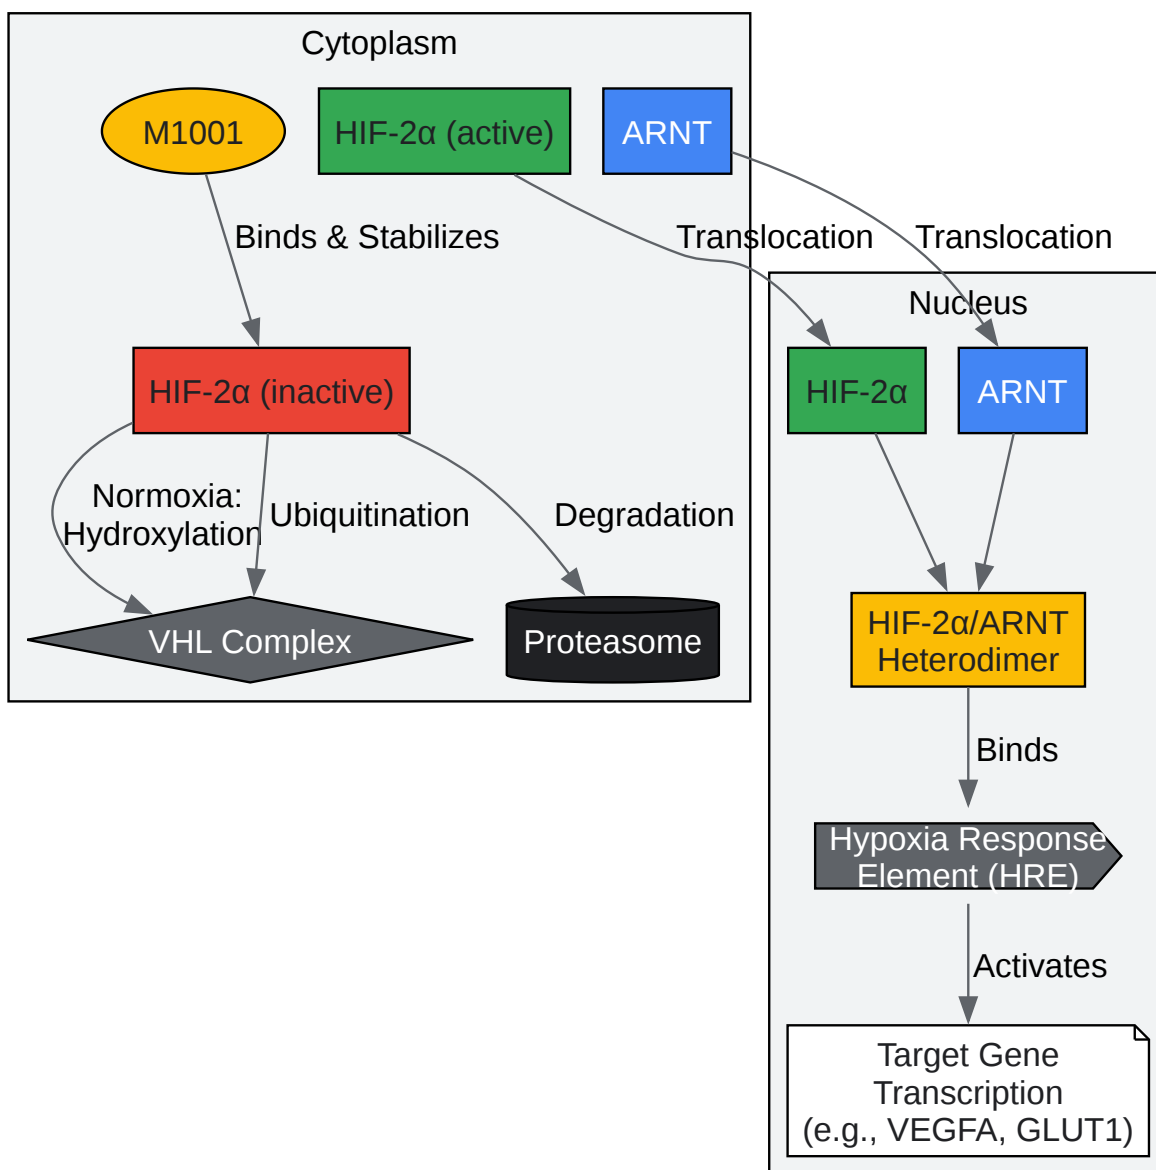 Cytoplasm
M1001
HIF-2α (active)
ARNT
Binds & Stabilizes
Translocation
Translocation
Nucleus
HIF-2α (inactive)
HIF-2α
ARNT
Normoxia:
Hydroxylation
Ubiquitination
Degradation
VHL Complex
Proteasome
HIF-2α/ARNT
Heterodimer
Binds
Hypoxia Response
Element (HRE)
Activates
Target Gene
Transcription
(e.g., VEGFA, GLUT1)